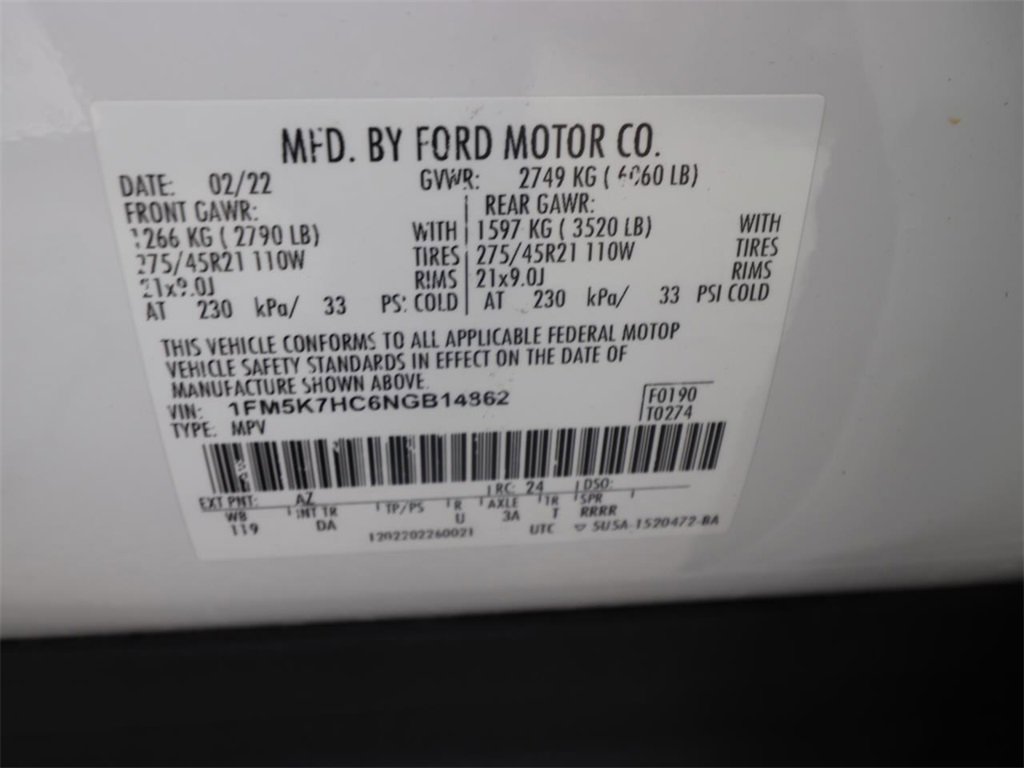 MFD. BY FORD MOTOR CO.
DATE: 02/22 GVWR: 2749 KG ( 6060 LB)
FRONT GAWR: REAR GAWR:
1266 KG ( 2790 LB) WITH 1597 KG ( 3520 LB) WITH
275/45R21 110W TIRES 275/45R21 110W TIRES
21x9.0J RIMS 21x9.0J RIMS
AT 230 kPa/ 33 PSI COLD AT 230 kPa/ 33 PSI COLD
THIS VEHICLE CONFORMS TO ALL APPLICABLE FEDERAL MOTOR
VEHICLE SAFETY STANDARDS IN EFFECT ON THE DATE OF
MANUFACTURE SHOWN ABOVE.
VIN: 1FM5K7HC6NGB14862 F0190
TYPE: MPV T0274
EXT PNT: AZ RC: 24 DSO:
WB INT TR TP/PS R AXLE TR SPR
119 DA U 3A T RRRR
1202202260021 UTC 5USA-1520472-BA